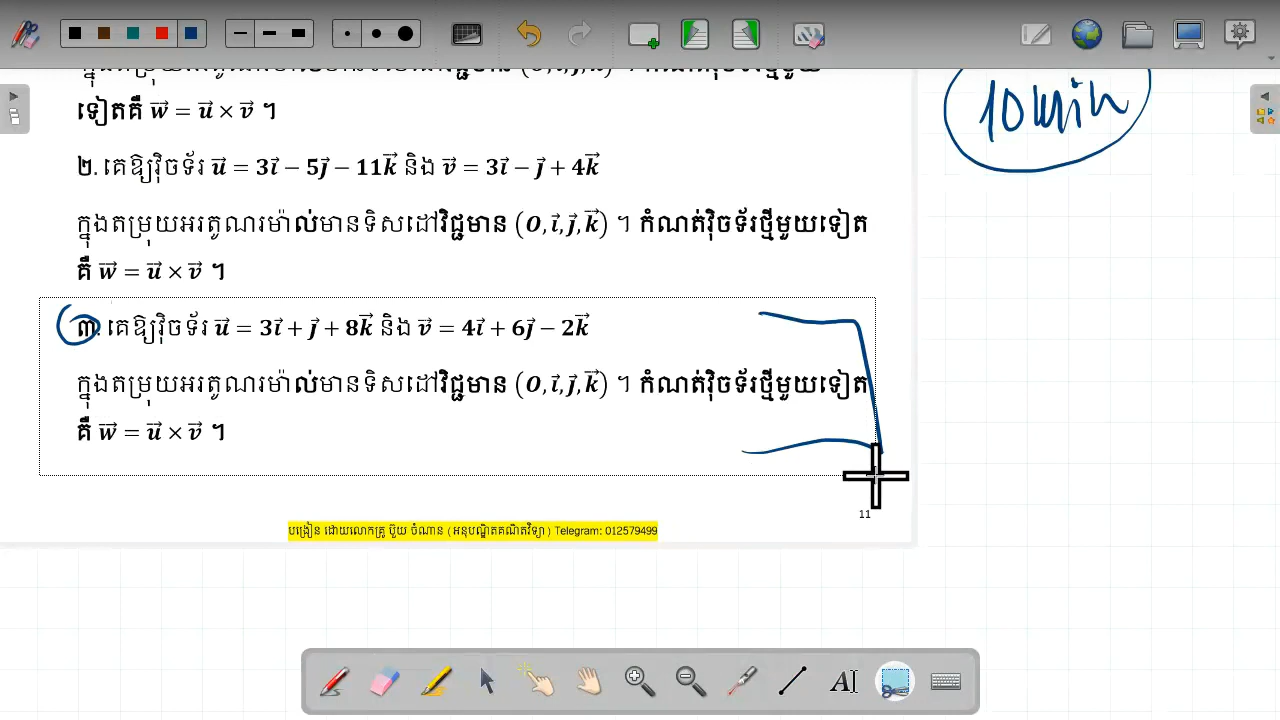 ទៀតគឺ w⃗ = u⃗ × v⃗ ។
10 min
២. គេឱ្យវ៉ិចទ័រ u⃗ = 3i⃗ − 5j⃗ − 11k⃗ និង v⃗ = 3i⃗ − j⃗ + 4k⃗
ក្នុងតម្រុយអរតូណរម៉ាល់មានទិសដៅវិជ្ជមាន (O, i⃗, j⃗, k⃗) ។ កំណត់វ៉ិចទ័រថ្មីមួយទៀត
គឺ w⃗ = u⃗ × v⃗ ។
៣. គេឱ្យវ៉ិចទ័រ u⃗ = 3i⃗ + j⃗ + 8k⃗ និង v⃗ = 4i⃗ + 6j⃗ − 2k⃗
ក្នុងតម្រុយអរតូណរម៉ាល់មានទិសដៅវិជ្ជមាន (O, i⃗, j⃗, k⃗) ។ កំណត់វ៉ិចទ័រថ្មីមួយទៀត
គឺ w⃗ = u⃗ × v⃗ ។
11
បង្រៀន ដោយលោកគ្រូ ប៊ួយ ចំណាន (អនុបណ្ឌិតគណិតវិទ្យា) Telegram: 012579499